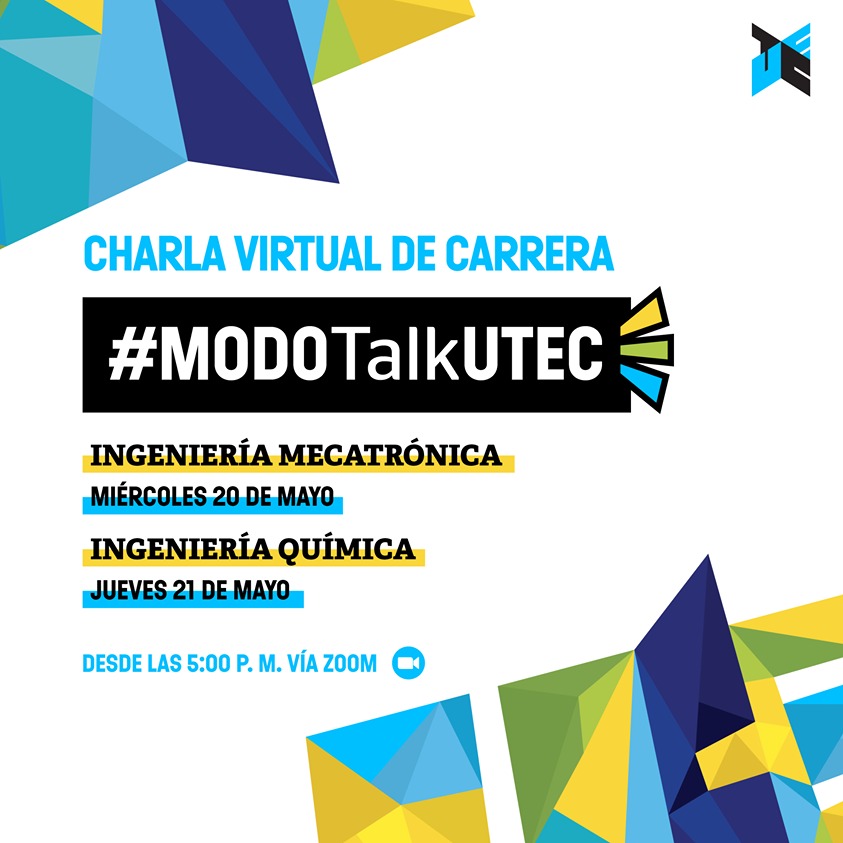 UTEC
CHARLA VIRTUAL DE CARRERA
#MODOTalkUTEC
INGENIERÍA MECATRÓNICA
MIÉRCOLES 20 DE MAYO
INGENIERÍA QUÍMICA
JUEVES 21 DE MAYO
DESDE LAS 5:00 P. M. VÍA ZOOM